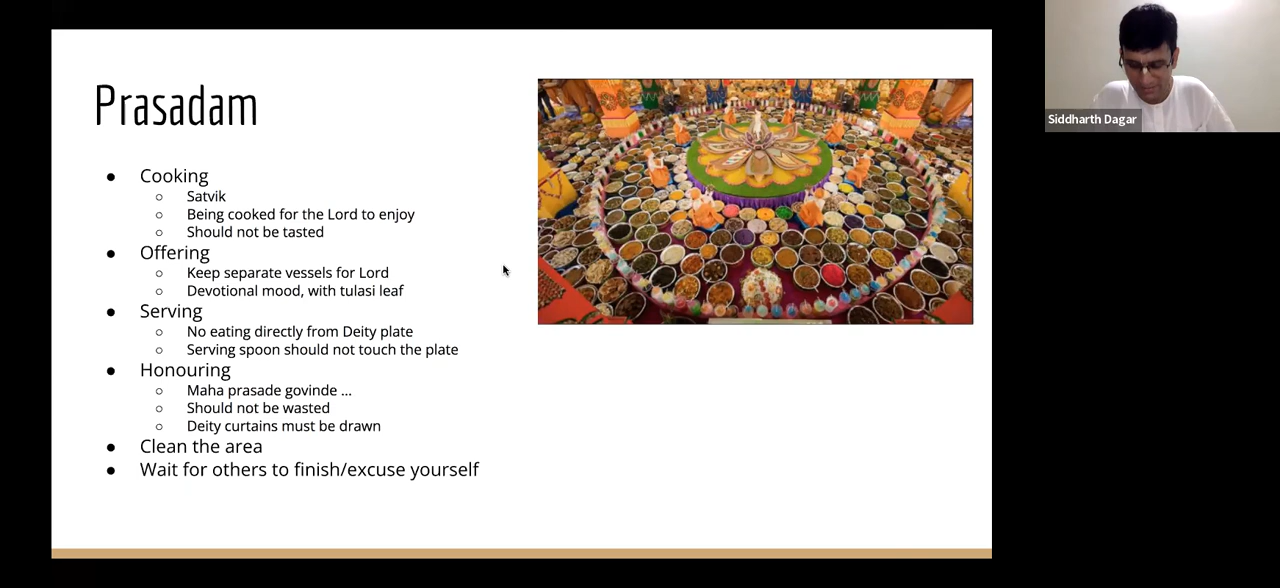 Prasadam
● Cooking
○ Satvik
○ Being cooked for the Lord to enjoy
○ Should not be tasted
● Offering
○ Keep separate vessels for Lord
○ Devotional mood, with tulasi leaf
● Serving
○ No eating directly from Deity plate
○ Serving spoon should not touch the plate
● Honouring
○ Maha prasade govinde ...
○ Should not be wasted
○ Deity curtains must be drawn
● Clean the area
● Wait for others to finish/excuse yourself
Siddharth Dagar